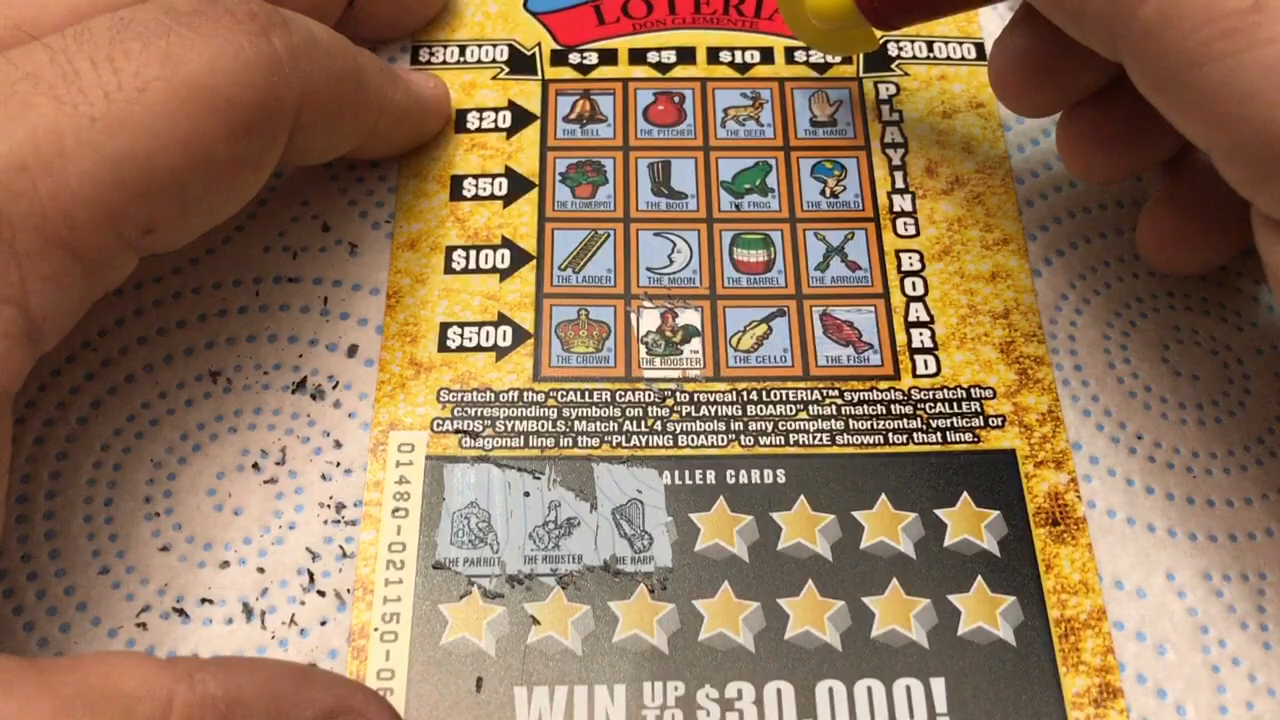 LOTERIA
DON CLEMENTE
$30,000 $3 $5 $10 $20 $30,000
$20
THE BELL THE PITCHER THE DEER THE HAND
$50
THE FLOWERPOT THE BOOT THE FROG THE WORLD
$100
THE LADDER THE MOON THE BARREL THE ARROWS
$500
THE CROWN THE ROOSTER™ THE CELLO THE FISH
PLAYING BOARD
Scratch off the "CALLER CARDS" to reveal 14 LOTERIA™ symbols. Scratch the
corresponding symbols on the "PLAYING BOARD" that match the "CALLER
CARDS" SYMBOLS. Match ALL 4 symbols in any complete horizontal, vertical or
diagonal line in the "PLAYING BOARD" to win PRIZE shown for that line.
ALLER CARDS
THE PARROT THE ROOSTER HE HARP
01480-021150-06
WIN UP TO $30,000!